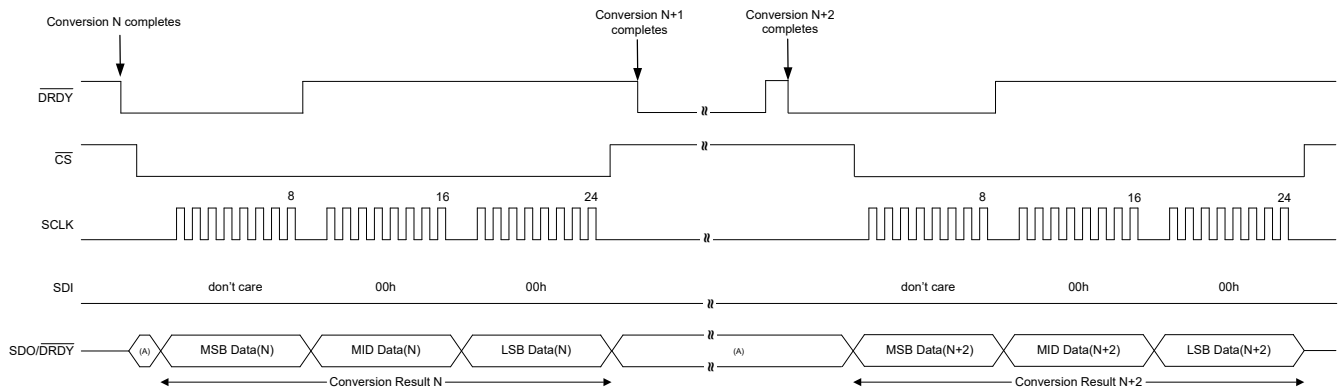 Conversion N completes
Conversion N+1
completes
Conversion N+2
completes
DRDY
CS
8
16
24
8
16
24
SCLK
SDI
don't care
00h
00h
don't care
00h
00h
SDO/DRDY
(A)
MSB Data(N)
MID Data(N)
LSB Data(N)
(A)
MSB Data(N+2)
MID Data(N+2)
LSB Data(N+2)
Conversion Result N
Conversion Result N+2